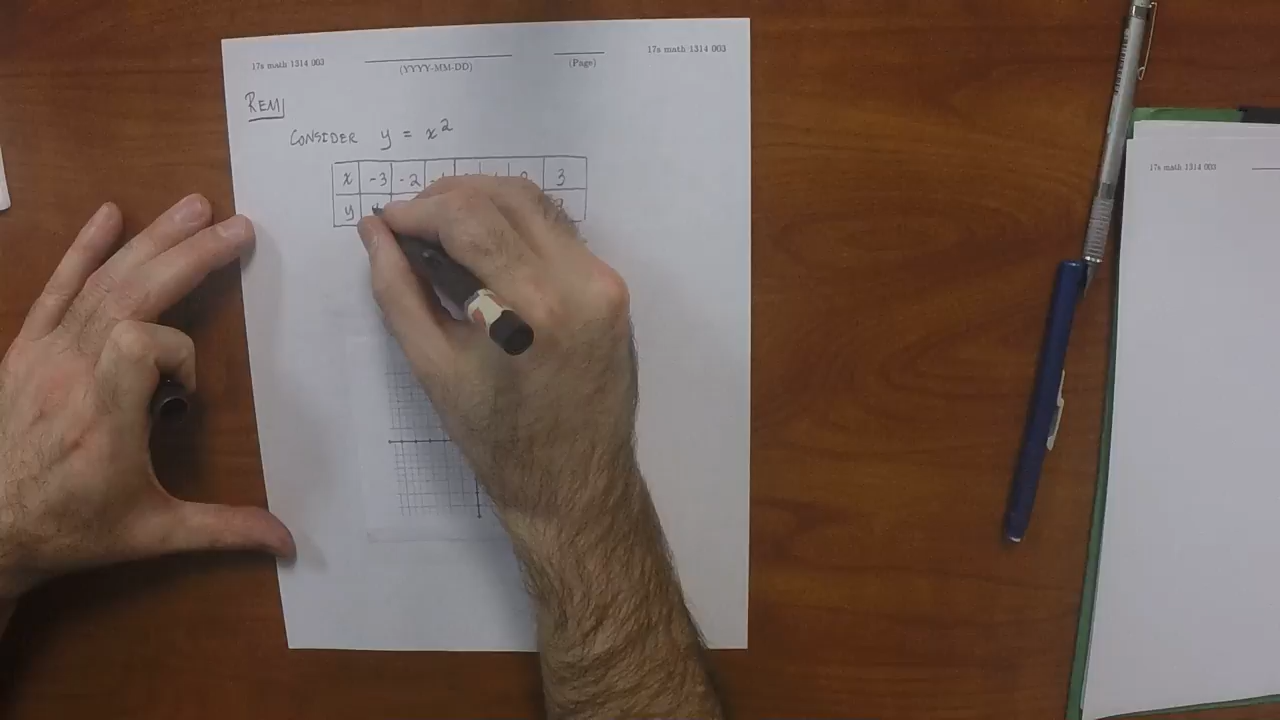 17s math 1314 003 (YYYY-MM-DD) (Page) 17s math 1314 003
REM
CONSIDER y = x²
x -3 -2 3
y
17s math 1314 003